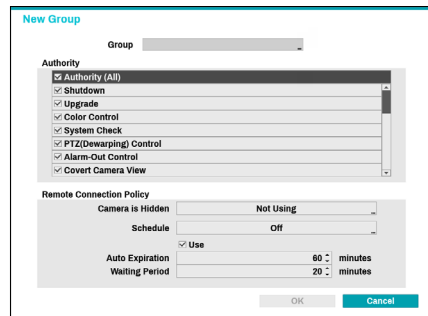 New Group
Group
Authority
Authority (All)
Shutdown
Upgrade
Color Control
System Check
PTZ(Dewarping) Control
Alarm-Out Control
Covert Camera View
Remote Connection Policy
Camera is Hidden Not Using
Schedule Off
Use
Auto Expiration 60 minutes
Waiting Period 20 minutes
OK Cancel